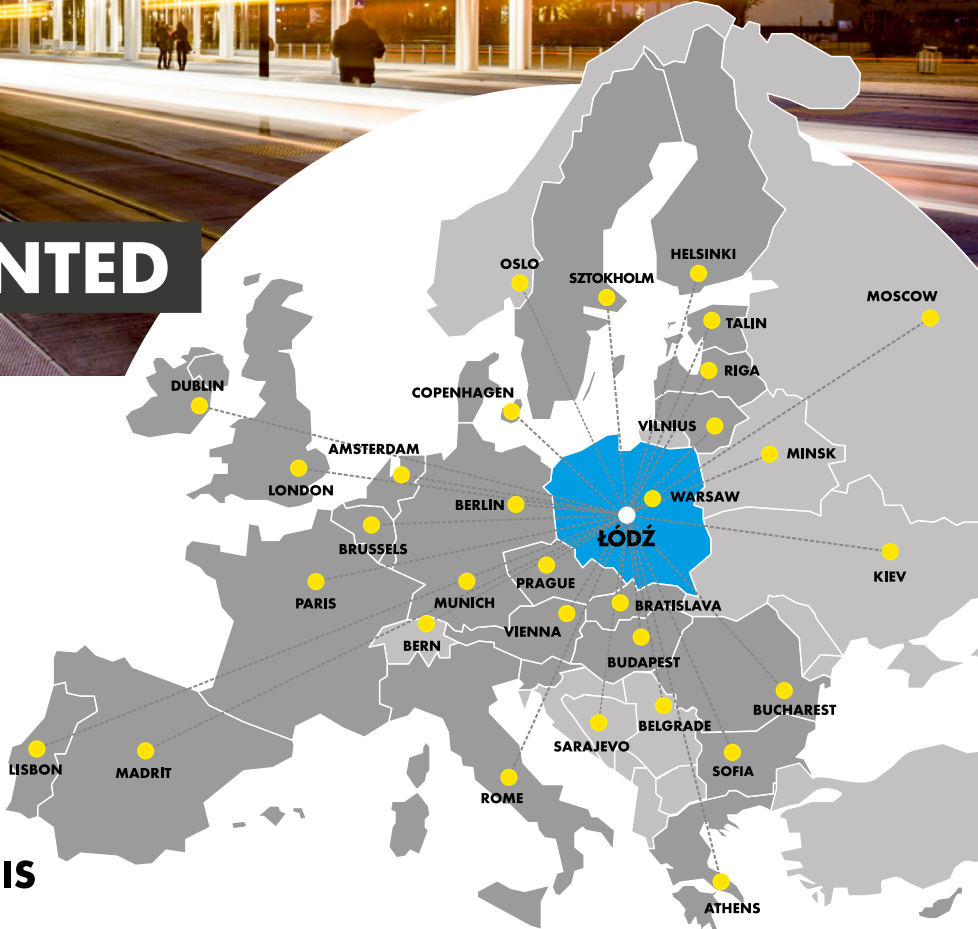 NTED
OSLO
SZTOKHOLM
HELSINKI
MOSCOW
TALIN
RIGA
DUBLIN
COPENHAGEN
VILNIUS
AMSTERDAM
MINSK
LONDON
BERLIN
WARSAW
ŁÓDŹ
BRUSSELS
KIEV
PRAGUE
PARIS
MUNICH
BRATISLAVA
VIENNA
BERN
BUDAPEST
BUCHAREST
BELGRADE
SARAJEVO
LISBON
MADRIT
SOFIA
ROME
IS
ATHENS